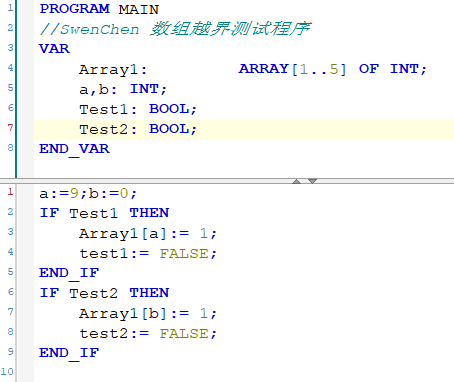 1 PROGRAM MAIN
2 //SwenChen 数组越界测试程序
3 VAR
4 Array1: ARRAY[1..5] OF INT;
5 a,b: INT;
6 Test1: BOOL;
7 Test2: BOOL;
8 END_VAR
1 a:=9;b:=0;
2 IF Test1 THEN
3 Array1[a]:= 1;
4 test1:= FALSE;
5 END_IF
6 IF Test2 THEN
7 Array1[b]:= 1;
8 test2:= FALSE;
9 END_IF
10